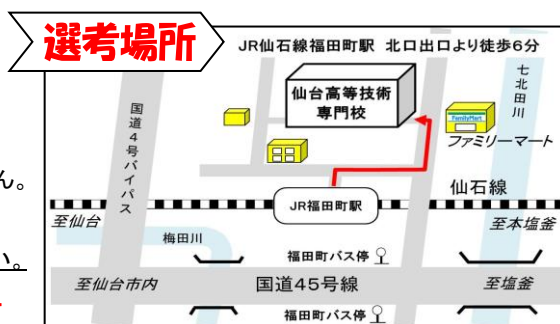 選考場所
JR仙石線福田町駅 北口出口より徒歩6分
国道4号バイパス
仙台高等技術
専門校
七北田川
FamilyMart
ファミリーマート
ん。
仙石線
JR福田町駅
至仙台
至本塩釜
梅田川
い。
福田町バス停
至仙台市内
国道45号線
至塩釜
福田町バス停